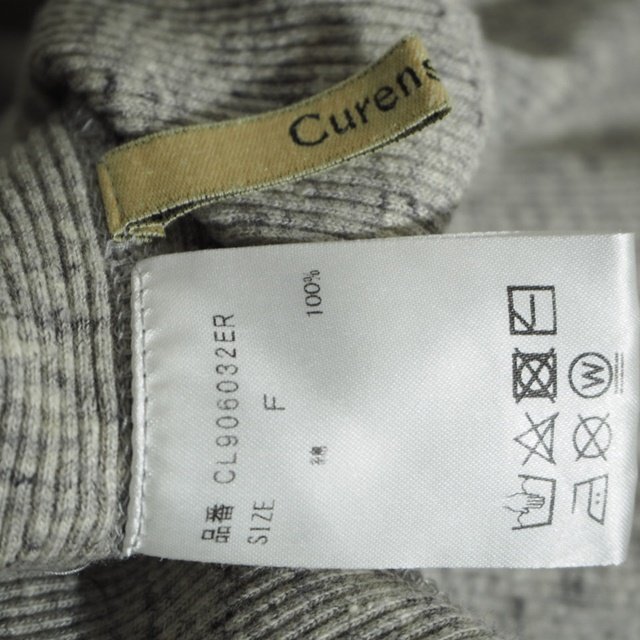 Curens
品番 CL906032ER
SIZE F
綿 100%
W